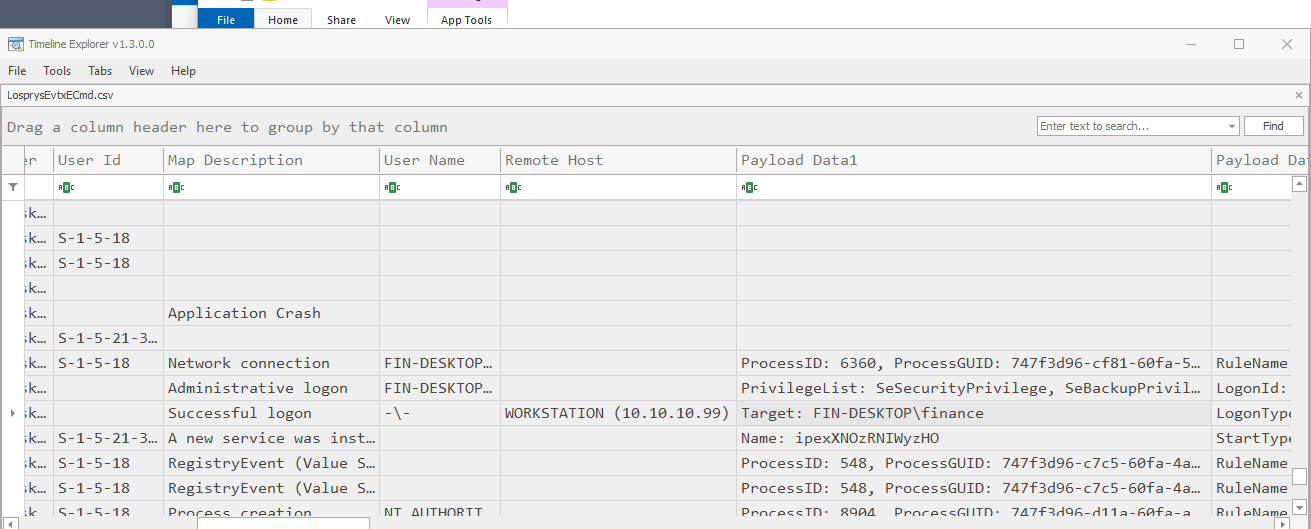 File Home Share View App Tools
Timeline Explorer v1.3.0.0
File Tools Tabs View Help
LosprysEvtxECmd.csv
Drag a column header here to group by that column Enter text to search... Find
er User Id Map Description User Name Remote Host Payload Data1 Payload Da
sk…
sk… S-1-5-18
sk… S-1-5-18
sk…
sk… Application Crash
sk… S-1-5-21-3…
sk… S-1-5-18 Network connection FIN-DESKTOP… ProcessID: 6360, ProcessGUID: 747f3d96-cf81-60fa-5… RuleName
sk… Administrative logon FIN-DESKTOP… PrivilegeList: SeSecurityPrivilege, SeBackupPrivil… LogonId:
sk… Successful logon -\- WORKSTATION (10.10.10.99) Target: FIN-DESKTOP\finance LogonType
sk… S-1-5-21-3… A new service was inst… Name: ipexXNOzRNIWyzHO StartType
sk… S-1-5-18 RegistryEvent (Value S… ProcessID: 548, ProcessGUID: 747f3d96-c7c5-60fa-4a… RuleName
sk… S-1-5-18 RegistryEvent (Value S… ProcessID: 548, ProcessGUID: 747f3d96-c7c5-60fa-4a… RuleName
sk… S-1-5-18 Process creation NT AUTHORIT… ProcessID: 8904, ProcessGUID: 747f3d96-d11a-60fa-a… RuleName